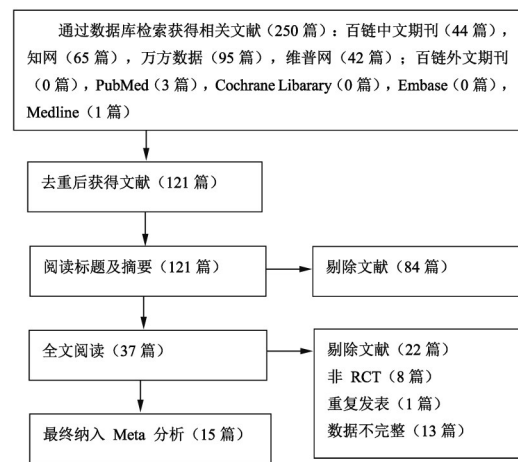 通过数据库检索获得相关文献（250 篇）：百链中文期刊（44 篇），
知网（65 篇），万方数据（95 篇），维普网（42 篇）；百链外文期刊
（0 篇），PubMed（3 篇），Cochrane Libarary（0 篇），Embase（0 篇），
Medline（1 篇）
去重后获得文献（121 篇）
阅读标题及摘要（121 篇）
剔除文献（84 篇）
全文阅读（37 篇）
剔除文献（22 篇）
非 RCT（8 篇）
重复发表（1 篇）
数据不完整（13 篇）
最终纳入 Meta 分析（15 篇）